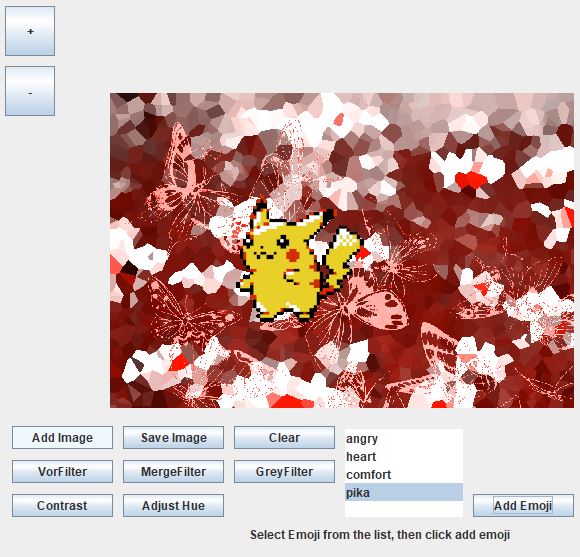 +
-
Add Image Save Image Clear
VorFilter MergeFilter GreyFilter
Contrast Adjust Hue
angry
heart
comfort
pika
Add Emoji
Select Emoji from the list, then click add emoji